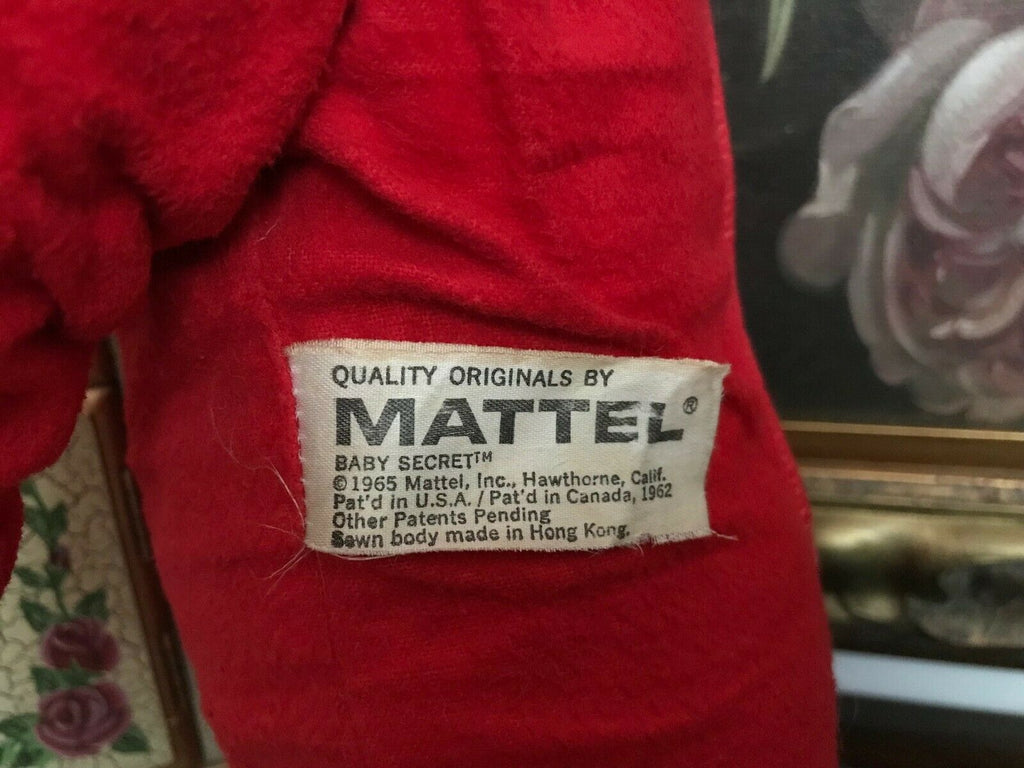 QUALITY ORIGINALS BY
MATTEL®
BABY SECRET™
©1965 Mattel, Inc., Hawthorne, Calif.
Pat'd in U.S.A. / Pat'd in Canada, 1962
Other Patents Pending
Sewn body made in Hong Kong.